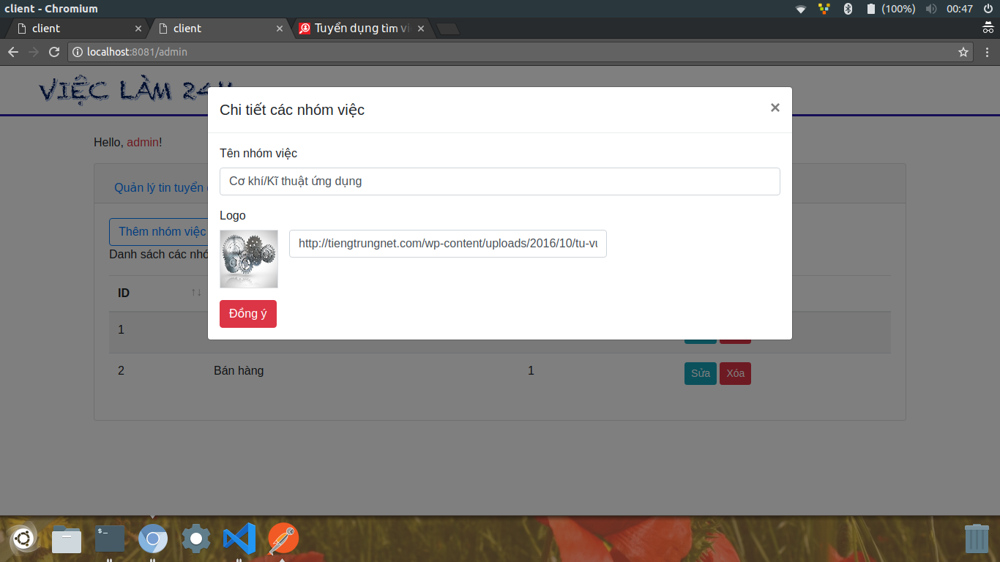 client - Chromium
(100%)
00:47
client
client
Tuyển dụng tìm vi
localhost:8081/admin
VIỆC LÀM 24H
Chi tiết các nhóm việc
×
Hello, admin!
Tên nhóm việc
Cơ khí/Kĩ thuật ứng dụng
Quản lý tin tuyển
Logo
http://tiengtrungnet.com/wp-content/uploads/2016/10/tu-vu
Thêm nhóm việc
Danh sách các nhó
ID
Đồng ý
1
2 Bán hàng 1 Sửa Xóa